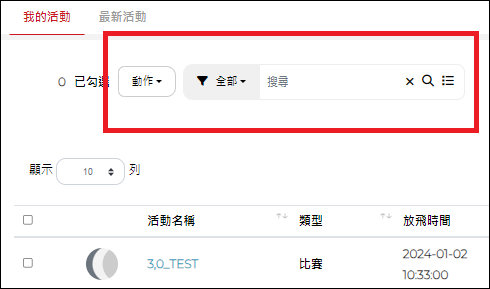 我的活動 最新活動
0 已勾選 動作 全部 搜尋
顯示 10 列
活動名稱 類型 放飛時間
3,0_TEST 比賽 2024-01-02
10:33:00